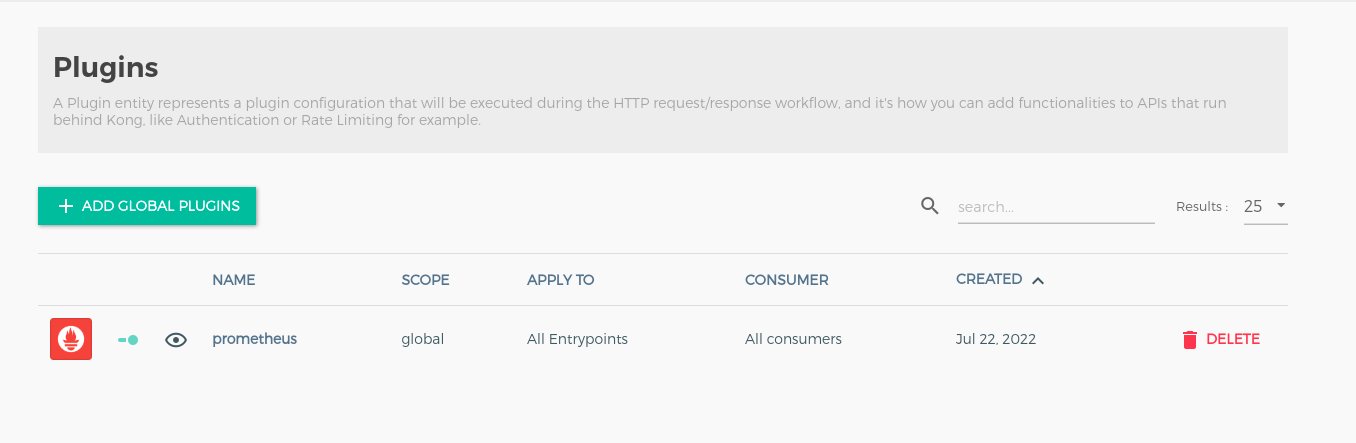 Plugins
A Plugin entity represents a plugin configuration that will be executed during the HTTP request/response workflow, and it's how you can add functionalities to APIs that run
behind Kong, like Authentication or Rate Limiting for example.
ADD GLOBAL PLUGINS search... Results : 25
NAME SCOPE APPLY TO CONSUMER CREATED
prometheus global All Entrypoints All consumers Jul 22, 2022 DELETE